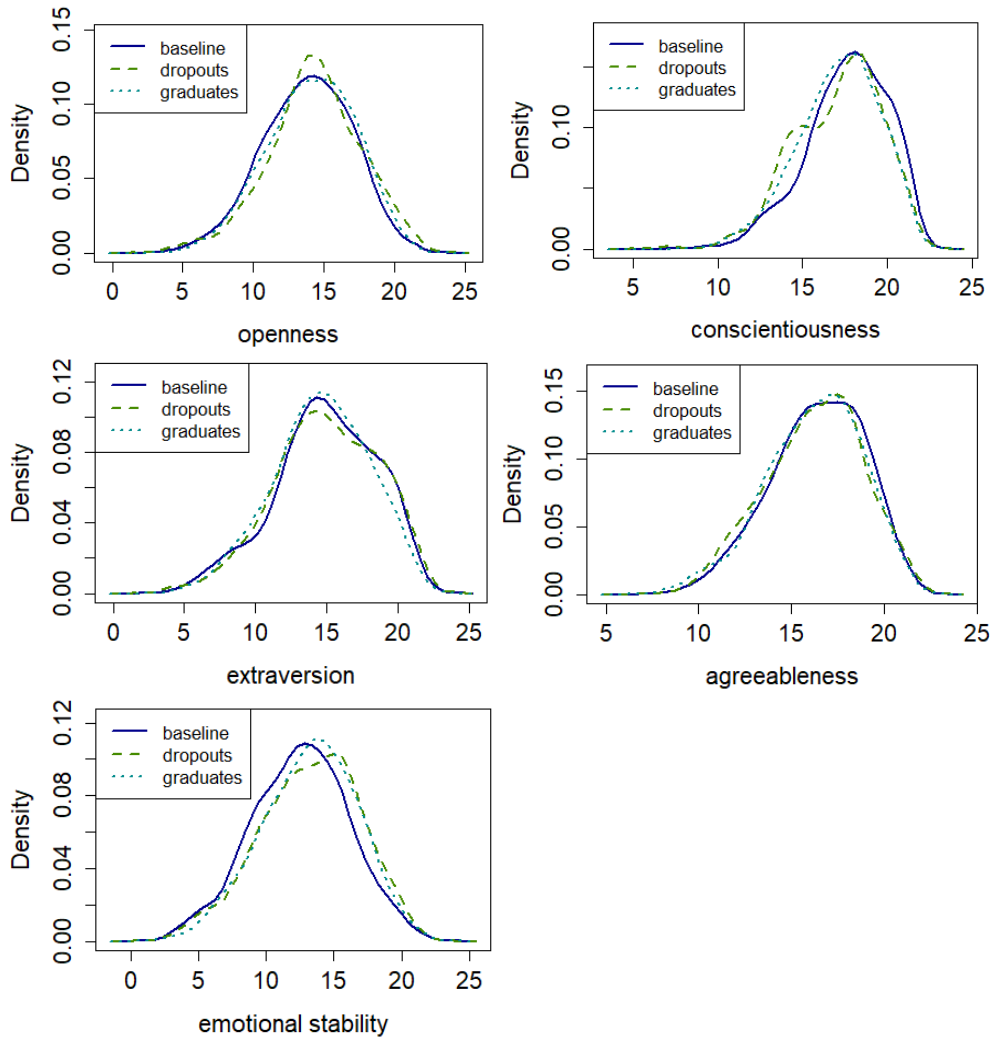 Density
0.00 0.05 0.10 0.15
baseline
dropouts
graduates
0 5 10 15 20 25
openness
Density
0.00 0.10
baseline
dropouts
graduates
5 10 15 20 25
conscientiousness
Density
0.00 0.04 0.08 0.12
baseline
dropouts
graduates
0 5 10 15 20 25
extraversion
Density
0.00 0.05 0.10 0.15
baseline
dropouts
graduates
5 10 15 20 25
agreeableness
Density
0.00 0.04 0.08 0.12
baseline
dropouts
graduates
0 5 10 15 20 25
emotional stability